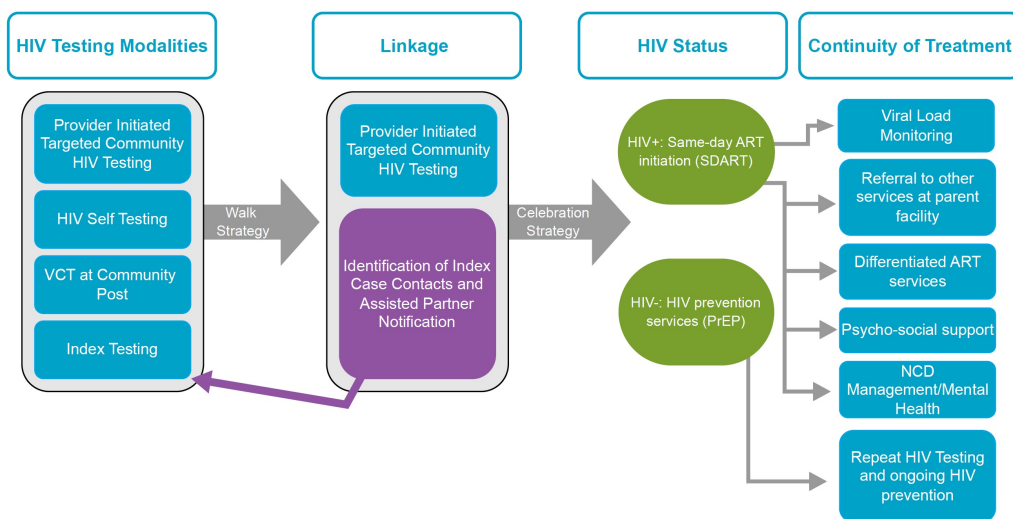 HIV Testing Modalities
Linkage
HIV Status
Continuity of Treatment
Provider Initiated
Targeted Community
HIV Testing
HIV Self Testing
VCT at Community
Post
Index Testing
Walk
Strategy
Provider Initiated
Targeted Community
HIV Testing
Identification of Index
Case Contacts and
Assisted Partner
Notification
Celebration
Strategy
HIV+: Same-day ART
initiation (SDART)
HIV-: HIV prevention
services (PrEP)
Viral Load
Monitoring
Referral to other
services at parent
facility
Differentiated ART
services
Psycho-social support
NCD
Management/Mental
Health
Repeat HIV Testing
and ongoing HIV
prevention